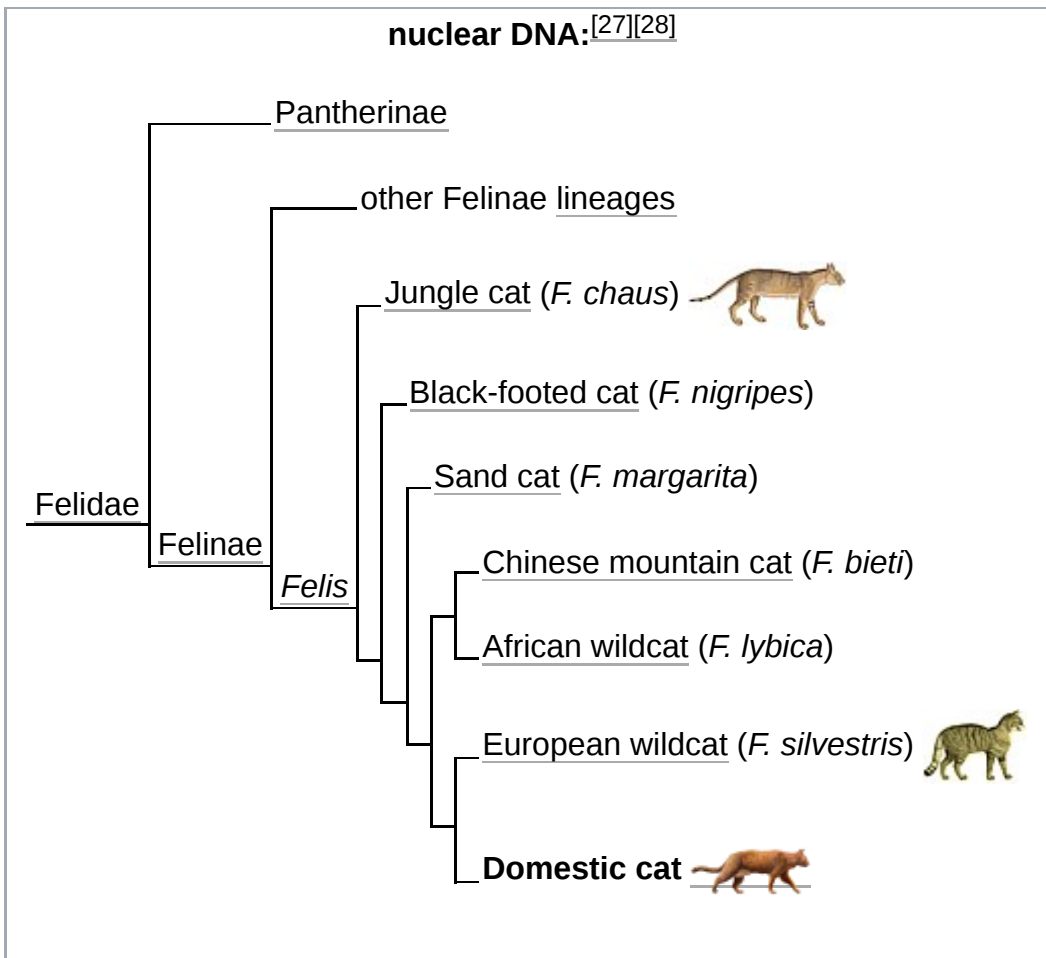 nuclear DNA:[27][28]
Pantherinae
other Felinae lineages
Jungle cat (F. chaus)
Black-footed cat (F. nigripes)
Sand cat (F. margarita)
Felidae
Felinae
Chinese mountain cat (F. bieti)
Felis
African wildcat (F. lybica)
European wildcat (F. silvestris)
Domestic cat